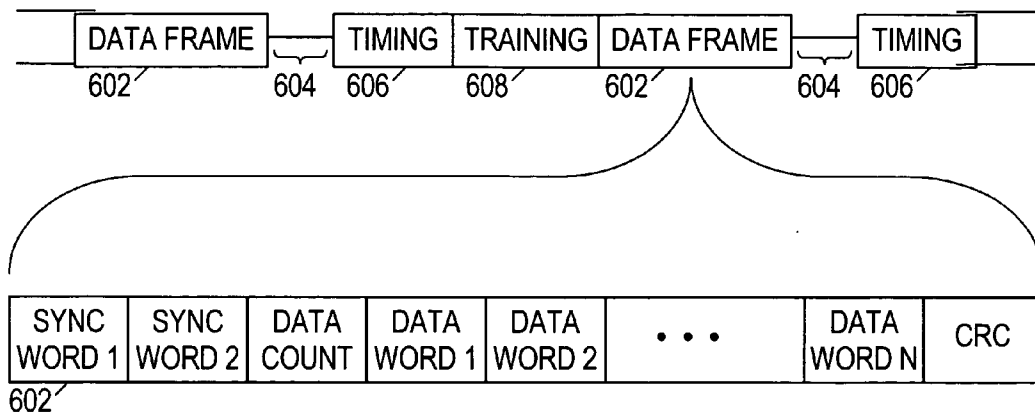 DATA FRAME TIMING TRAINING DATA FRAME TIMING
602 604 606 608 602 604 606
SYNC WORD 1 SYNC WORD 2 DATA COUNT DATA WORD 1 DATA WORD 2 • • • DATA WORD N CRC
602